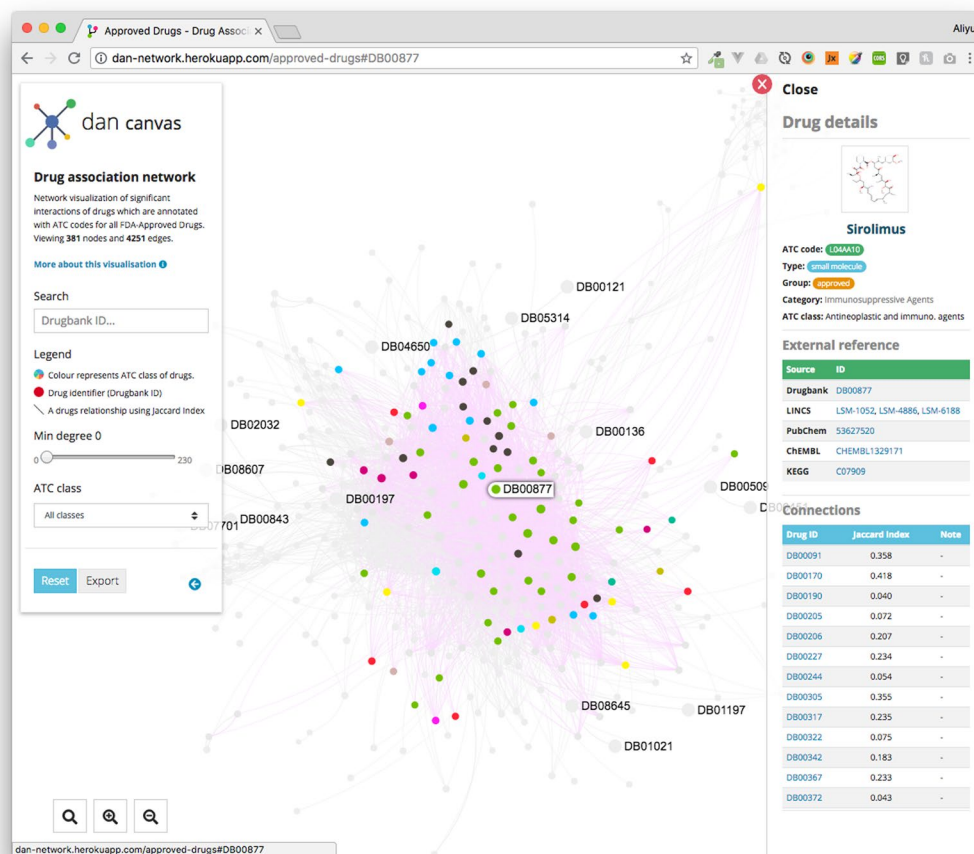 Approved Drugs - Drug Assoc
Aliyu
dan-network.herokuapp.com/approved-drugs#DB00877
dan canvas
Drug association network
Network visualization of significant
interactions of drugs which are annotated
with ATC codes for all FDA-Approved Drugs.
Viewing 381 nodes and 4251 edges.
More about this visualisation
Search
Drugbank ID...
Legend
Colour represents ATC class of drugs.
Drug identifier (Drugbank ID)
A drugs relationship using Jaccard Index
Min degree 0
0 230
ATC class
All classes
Reset Export
DB00121
DB05314
DB04650
DB02032
DB00136
DB08607
DB00877
DB00509
DB00197
DB00843
DB08645
DB01197
DB01021
Close
Drug details
Sirolimus
ATC code: L04AA10
Type: small molecule
Group: approved
Category: Immunosuppressive Agents
ATC class: Antineoplastic and immuno. agents
External reference
Source ID
Drugbank DB00877
LINCS LSM-1052, LSM-4886, LSM-6188
PubChem 53627520
ChEMBL CHEMBL1329171
KEGG C07909
Connections
Drug ID Jaccard Index Note
DB00091 0.358 -
DB00170 0.418 -
DB00190 0.040 -
DB00205 0.072 -
DB00206 0.207 -
DB00227 0.234 -
DB00244 0.054 -
DB00305 0.355 -
DB00317 0.235 -
DB00322 0.075 -
DB00342 0.183 -
DB00367 0.233 -
DB00372 0.043 -
dan-network.herokuapp.com/approved-drugs#DB00877